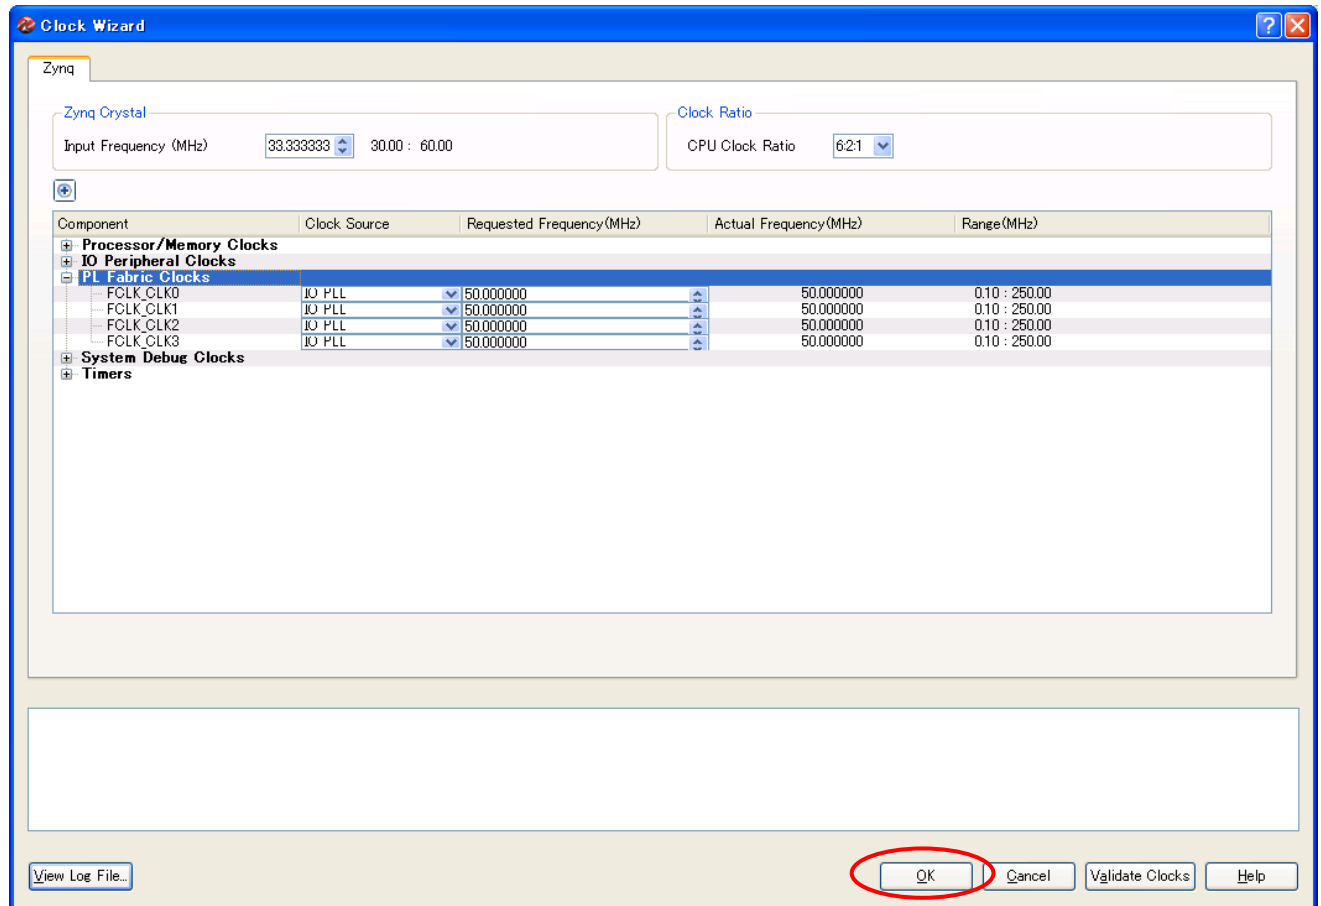 Clock Wizard
Zynq
Zynq Crystal
Clock Ratio
Input Frequency (MHz) 33.333333 30.00 : 60.00
CPU Clock Ratio 6:2:1
Component Clock Source Requested Frequency(MHz) Actual Frequency(MHz) Range(MHz)
Processor/Memory Clocks
IO Peripheral Clocks
PL Fabric Clocks
FCLK_CLK0 IO PLL 50.000000 50.000000 0.10 : 250.00
FCLK_CLK1 IO PLL 50.000000 50.000000 0.10 : 250.00
FCLK_CLK2 IO PLL 50.000000 50.000000 0.10 : 250.00
FCLK_CLK3 IO PLL 50.000000 50.000000 0.10 : 250.00
System Debug Clocks
Timers
View Log File... OK Cancel Validate Clocks Help